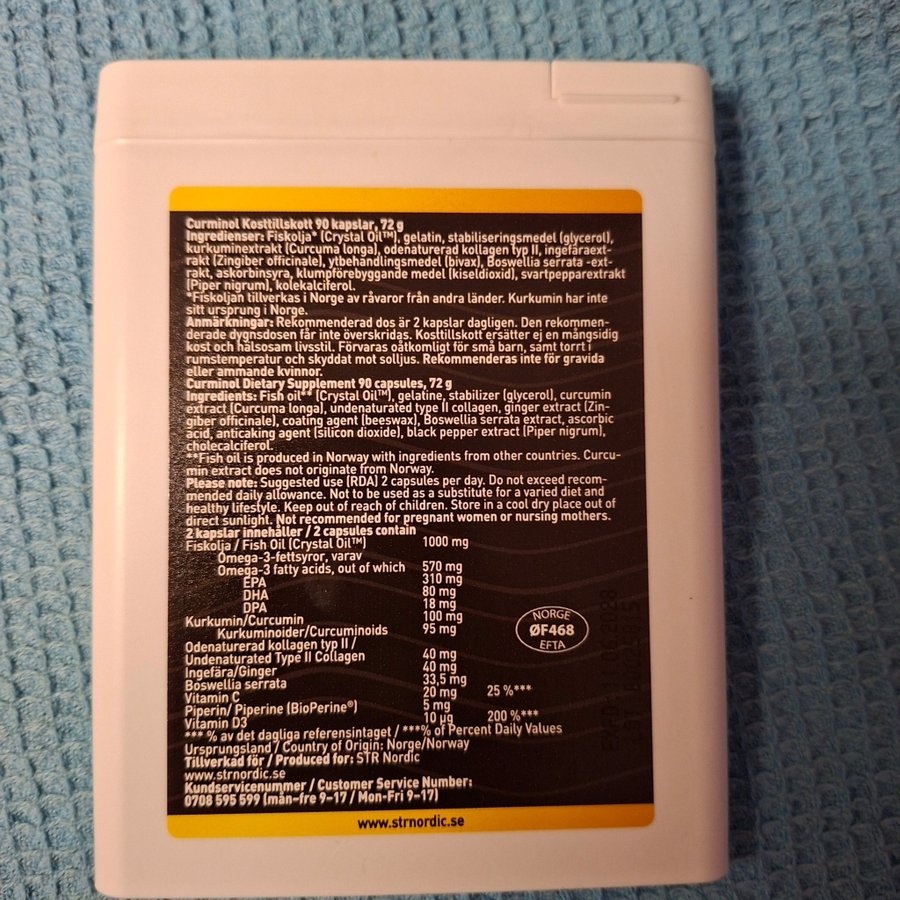 Curminol Kosttillskott 90 kapslar, 72 g
Ingredienser: Fiskolja* (Crystal Oil™), gelatin, stabiliseringsmedel (glycerol),
kurkuminextrakt (Curcuma longa), odenaturerad kollagen typ II, ingefäraext-
rakt (Zingiber officinale), ytbehandlingsmedel (bivax), Boswellia serrata -ext-
rakt, askorbinsyra, klumpförebyggande medel (kiseldioxid), svartpepparextrakt
(Piper nigrum), kolekalciferol.
*Fiskoljan tillverkas i Norge av råvaror från andra länder. Kurkumin har inte
sitt ursprung i Norge.
Anmärkningar: Rekommenderad dos är 2 kapslar dagligen. Den rekommen-
derade dygnsdosen får inte överskridas. Kosttillskott ersätter ej en mångsidig
kost och hälsosam livsstil. Förvaras oåtkomligt för små barn, samt torrt i
rumstemperatur och skyddat mot solljus. Rekommenderas inte för gravida
eller ammande kvinnor.
Curminol Dietary Supplement 90 capsules, 72 g
Ingredients: Fish oil** (Crystal Oil™), gelatine, stabilizer (glycerol), curcumin
extract (Curcuma longa), undenaturated type II collagen, ginger extract (Zin-
giber officinale), coating agent (beeswax), Boswellia serrata extract, ascorbic
acid, anticaking agent (silicon dioxide), black pepper extract (Piper nigrum),
cholecalciferol.
**Fish oil is produced in Norway with ingredients from other countries. Curcu-
min extract does not originate from Norway.
Please note: Suggested use (RDA) 2 capsules per day. Do not exceed recom-
mended daily allowance. Not to be used as a substitute for a varied diet and
healthy lifestyle. Keep out of reach of children. Store in a cool dry place out of
direct sunlight. Not recommended for pregnant women or nursing mothers.
2 kapslar innehåller / 2 capsules contain
Fiskolja / Fish Oil (Crystal Oil™) 1000 mg
Omega-3-fettsyror, varav
Omega-3 fatty acids, out of which 570 mg
EPA 310 mg
DHA 80 mg
DPA 18 mg
Kurkumin/Curcumin 100 mg
Kurkuminoider/Curcuminoids 95 mg
Odenaturerad kollagen typ II /
Undenaturated Type II Collagen 40 mg
Ingefära/Ginger 40 mg
Boswellia serrata 33,5 mg
Vitamin C 20 mg 25 %***
Piperin/ Piperine (BioPerine®) 5 mg
Vitamin D3 10 µg 200 %***
*** % av det dagliga referensintaget / ***% of Percent Daily Values
Ursprungsland / Country of Origin: Norge/Norway
Tillverkad för / Produced for: STR Nordic
www.strnordic.se
Kundservicenummer / Customer Service Number:
0708 595 599 (mån-fre 9-17 / Mon-Fri 9-17)
NORGE
ØF468
EFTA
www.strnordic.se